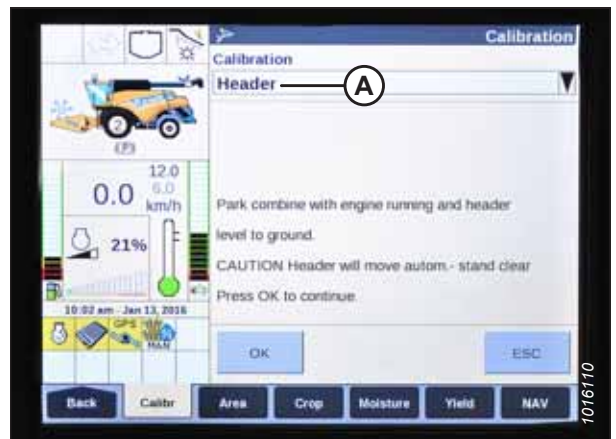 Calibration
Calibration
Header
A
2
(P)
12.0
6.0
0.0 km/h
21%
Park combine with engine running and header
level to ground.
CAUTION Header will move autom.- stand clear
Press OK to continue
10:02 am Jan 13, 2016
GPS
MAN
OK
ESC
Back
Calibr
Area
Crop
Moisture
Yield
NAV
1016110